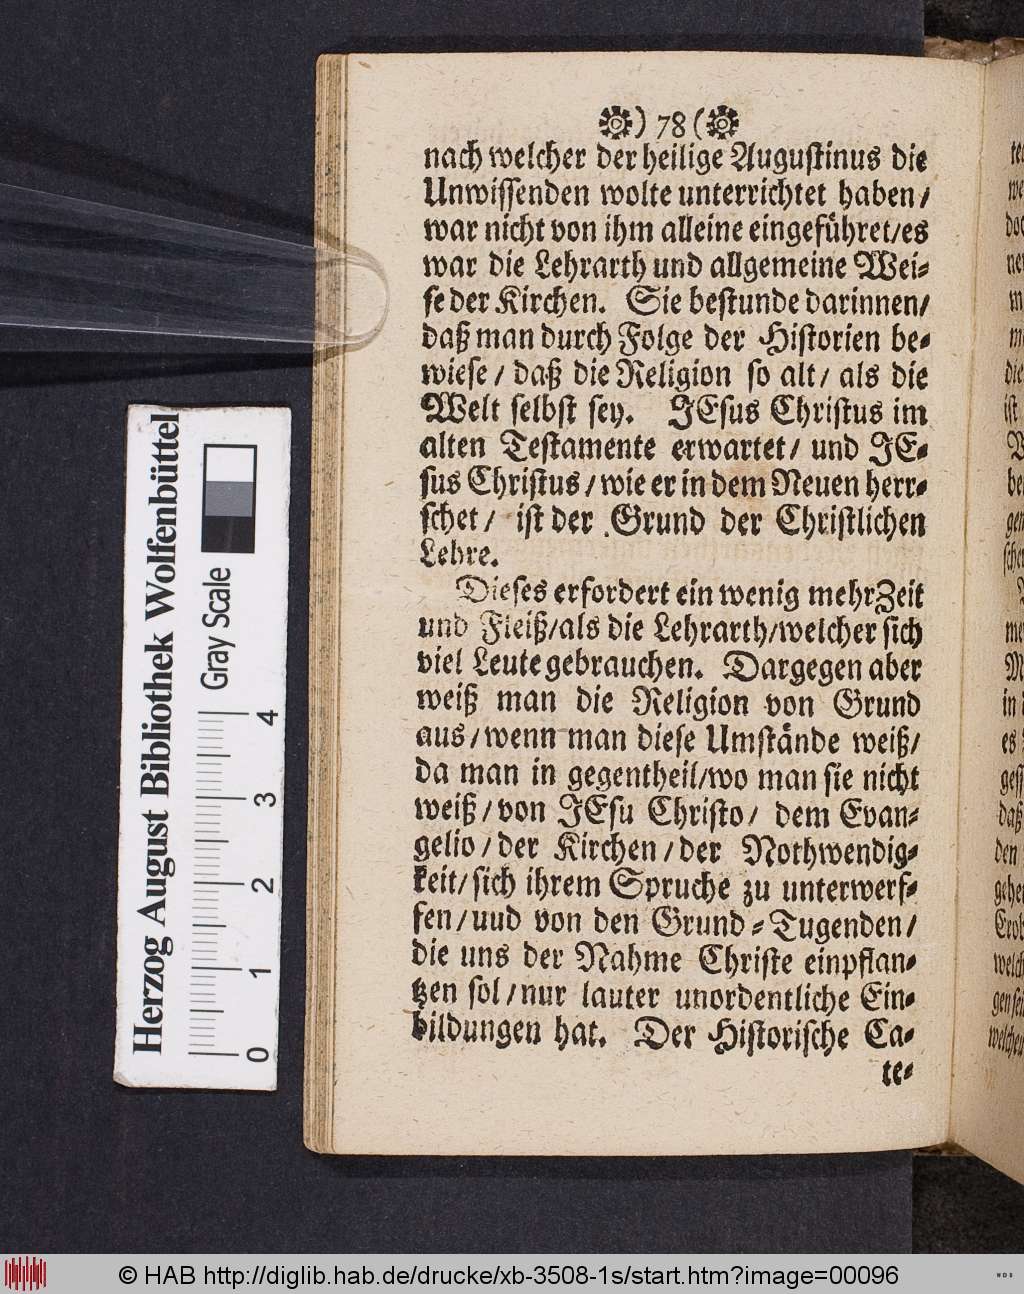 ) 78 (
nach welcher der heilige Augustinus die
Unwissenden wolte unterrichtet haben/
war nicht von ihm alleine eingeführet/es
war die Lehrarth und allgemeine Wei-
se der Kirchen. Sie bestunde darinnen/
daß man durch Folge der Historien be-
wiese / daß die Religion so alt/ als die
Welt selbst sey. JEsus Christus im
alten Testamente erwartet/ und JE-
sus Christus / wie er in dem Neuen herr-
schet / ist der Grund der Christlichen
Lehre.
Dieses erfordert ein wenig mehr Zeit
und Fleiß/als die Lehrarth/welcher sich
viel Leute gebrauchen. Dargegen aber
weiß man die Religion von Grund
aus / wenn man diese Umstände weiß/
da man in gegentheil/wo man sie nicht
weiß / von JEsu Christo / dem Evan-
gelio / der Kirchen / der Nothwendig-
keit/ sich ihrem Spruche zu unterwerf-
fen / uud von den Grund-Tugenden /
die uns der Nahme Christe einpflan-
tzen sol / nur lauter unordentliche Ein-
bildungen hat. Der Historische Ca-
te-
Herzog August Bibliothek Wolfenbüttel
Gray Scale
0 1 2 3 4
© HAB http://diglib.hab.de/drucke/xb-3508-1s/start.htm?image=00096